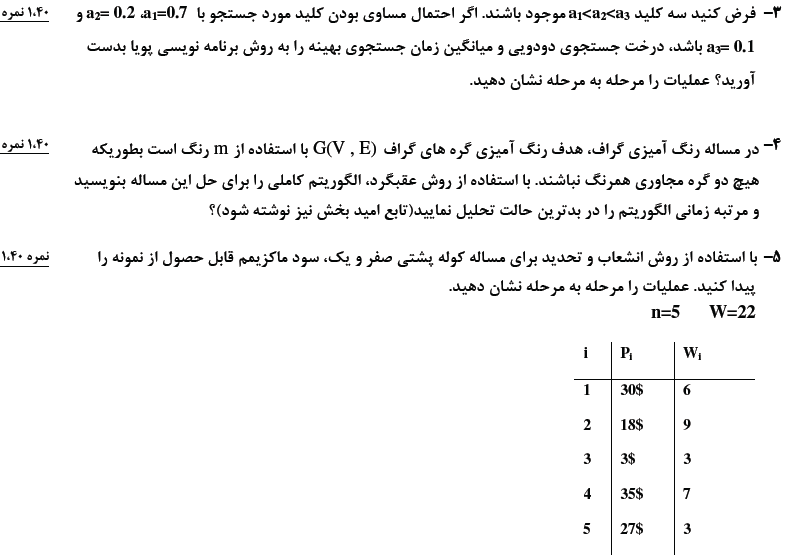 ۳- فرض کنید سه کلید a₁<a₂<a₃ موجود باشند. اگر احتمال مساوی بودن کلید مورد جستجو با a₁=0.7، a₂= 0.2 و ۱.۴۰ نمره
a₃= 0.1 باشد، درخت جستجوی دودویی و میانگین زمان جستجوی بهینه را به روش برنامه نویسی پویا بدست
آورید؟ عملیات را مرحله به مرحله نشان دهید.
۴- در مساله رنگ آمیزی گراف، هدف رنگ آمیزی گره های گراف G(V , E) با استفاده از m رنگ است بطوریکه ۱.۴۰ نمره
هیچ دو گره مجاوری همرنگ نباشند. با استفاده از روش عقبگرد، الگوریتم کاملی را برای حل این مساله بنویسید
و مرتبه زمانی الگوریتم را در بدترین حالت تحلیل نمایید(تابع امید بخش نیز نوشته شود)؟
۵- با استفاده از روش انشعاب و تحدید برای مساله کوله پشتی صفر و یک، سود ماکزیمم قابل حصول از نمونه را نمره ۱.۴۰
پیدا کنید. عملیات را مرحله به مرحله نشان دهید.
n=5 W=22
i Pᵢ Wᵢ
1 30$ 6
2 18$ 9
3 3$ 3
4 35$ 7
5 27$ 3